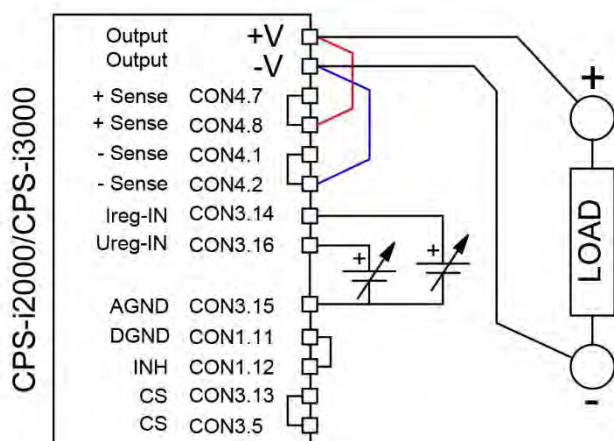 CPS-i2000/CPS-i3000
Output +V
Output -V
+ Sense CON4.7
+ Sense CON4.8
- Sense CON4.1
- Sense CON4.2
Ireg-IN CON3.14
Ureg-IN CON3.16
AGND CON3.15
DGND CON1.11
INH CON1.12
CS CON3.13
CS CON3.5
+
+
+
LOAD
-